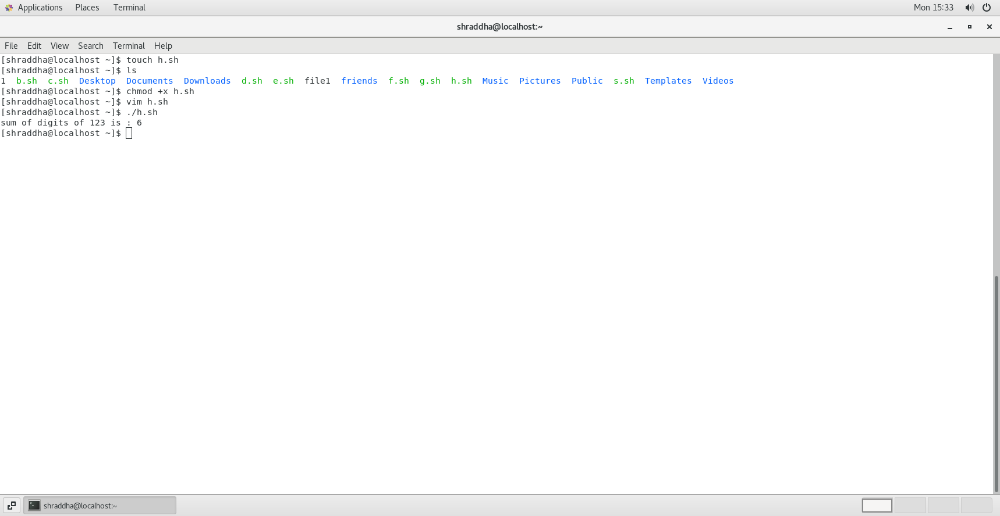 Applications Places Terminal Mon 15:33
shraddha@localhost:~
File Edit View Search Terminal Help
[shraddha@localhost ~]$ touch h.sh
[shraddha@localhost ~]$ ls
1  b.sh  c.sh  Desktop  Documents  Downloads  d.sh  e.sh  file1  friends  f.sh  g.sh  h.sh  Music  Pictures  Public  s.sh  Templates  Videos
[shraddha@localhost ~]$ chmod +x h.sh
[shraddha@localhost ~]$ vim h.sh
[shraddha@localhost ~]$ ./h.sh
sum of digits of 123 is : 6
[shraddha@localhost ~]$
shraddha@localhost:~